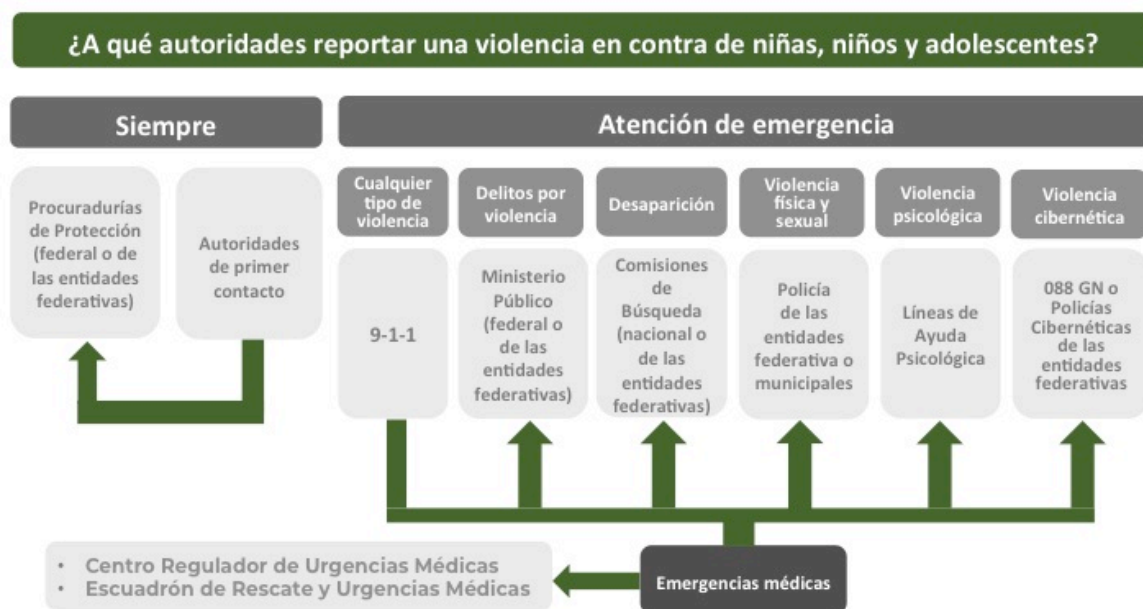 ¿A qué autoridades reportar una violencia en contra de niñas, niños y adolescentes?
Siempre
Procuradurías
de Protección
(federal o de
las entidades
federativas)
Autoridades
de primer
contacto
Atención de emergencia
Cualquier
tipo de
violencia
9-1-1
Delitos por
violencia
Ministerio
Público
(federal o
de las
entidades
federativas)
Desaparición
Comisiones
de
Búsqueda
(nacional o
de las
entidades
federativas)
Violencia
física y
sexual
Policía
de las
entidades
federativa o
municipales
Violencia
psicológica
Líneas de
Ayuda
Psicológica
Violencia
cibernética
088 GN o
Policías
Cibernéticas
de las
entidades
federativas
Emergencias médicas
• Centro Regulador de Urgencias Médicas
• Escuadrón de Rescate y Urgencias Médicas